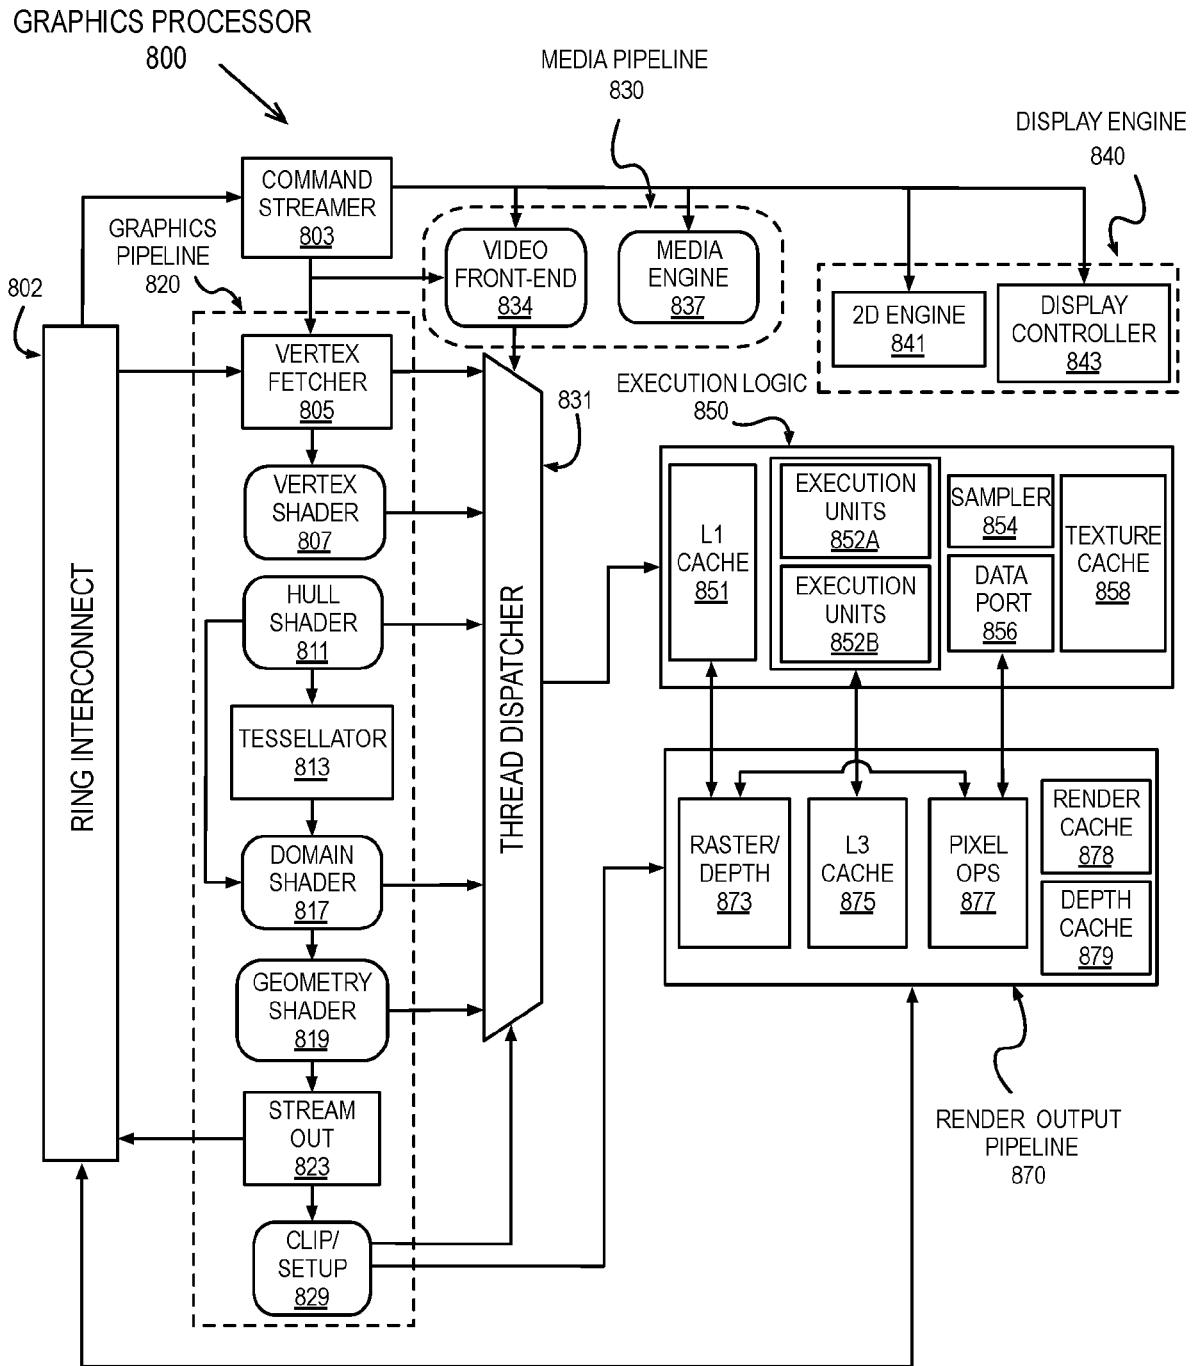 GRAPHICS PROCESSOR
800
MEDIA PIPELINE
830
DISPLAY ENGINE
840
COMMAND
STREAMER
803
GRAPHICS
PIPELINE
820
VIDEO
FRONT-END
834
MEDIA
ENGINE
837
2D ENGINE
841
DISPLAY
CONTROLLER
843
802
RING INTERCONNECT
VERTEX
FETCHER
805
VERTEX
SHADER
807
HULL
SHADER
811
TESSELLATOR
813
DOMAIN
SHADER
817
GEOMETRY
SHADER
819
STREAM
OUT
823
CLIP/
SETUP
829
831
THREAD DISPATCHER
EXECUTION LOGIC
850
L1
CACHE
851
EXECUTION
UNITS
852A
EXECUTION
UNITS
852B
SAMPLER
854
DATA
PORT
856
TEXTURE
CACHE
858
RASTER/
DEPTH
873
L3
CACHE
875
PIXEL OPS
877
RENDER
CACHE
878
DEPTH
CACHE
879
RENDER OUTPUT
PIPELINE
870